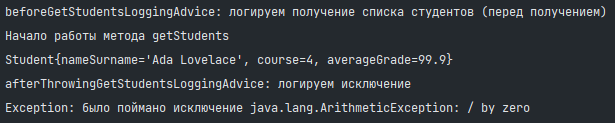 beforeGetStudentsLoggingAdvice: логируем получение списка студентов (перед получением)
Начало работы метода getStudents
Student{nameSurname='Ada Lovelace', course=4, averageGrade=99.9}
afterThrowingGetStudentsLoggingAdvice: логируем исключение
Exception: было поймано исключение java.lang.ArithmeticException: / by zero